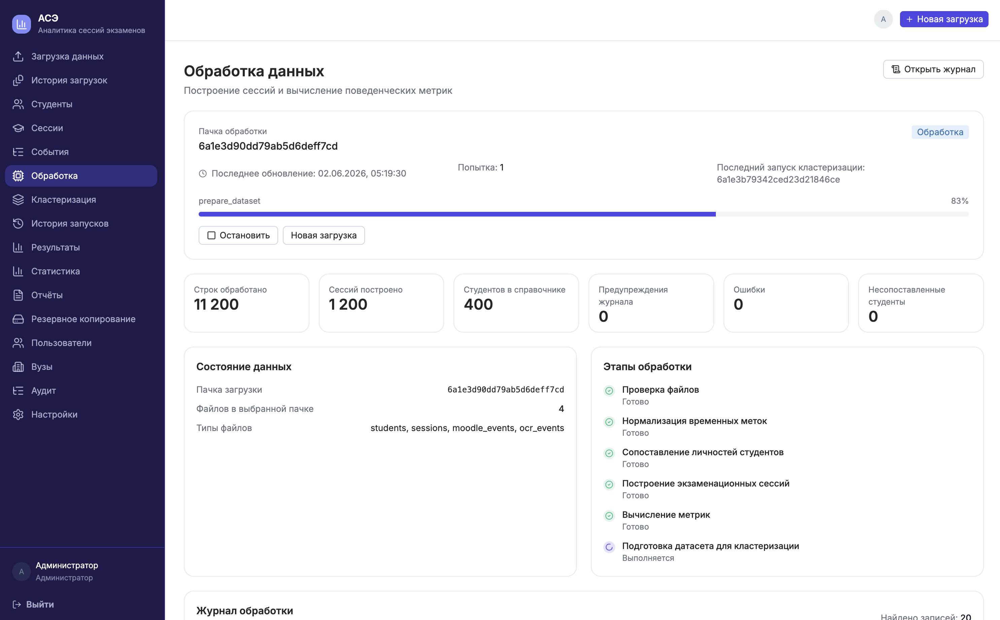 АСЭ
Аналитика сессий экзаменов
Загрузка данных
История загрузок
Студенты
Сессии
События
Обработка
Кластеризация
История запусков
Результаты
Статистика
Отчёты
Резервное копирование
Пользователи
Вузы
Аудит
Настройки
А
Администратор
Администратор
Выйти
А
+ Новая загрузка
Обработка данных
Построение сессий и вычисление поведенческих метрик
Открыть журнал
Пачка обработки
6a1e3d90dd79ab5d6deff7cd
Обработка
Последнее обновление: 02.06.2026, 05:19:30
Попытка: 1
Последний запуск кластеризации:
6a1e3b79342ced23d21846ce
prepare_dataset
83%
Остановить
Новая загрузка
Строк обработано
11 200
Сессий построено
1 200
Студентов в справочнике
400
Предупреждения
журнала
0
Ошибки
0
Несопоставленные
студенты
0
Состояние данных
Пачка загрузки 6a1e3d90dd79ab5d6deff7cd
Файлов в выбранной пачке 4
Типы файлов students, sessions, moodle_events, ocr_events
Этапы обработки
Проверка файлов
Готово
Нормализация временных меток
Готово
Сопоставление личностей студентов
Готово
Построение экзаменационных сессий
Готово
Вычисление метрик
Готово
Подготовка датасета для кластеризации
Выполняется
Журнал обработки
Найдено записей: 20